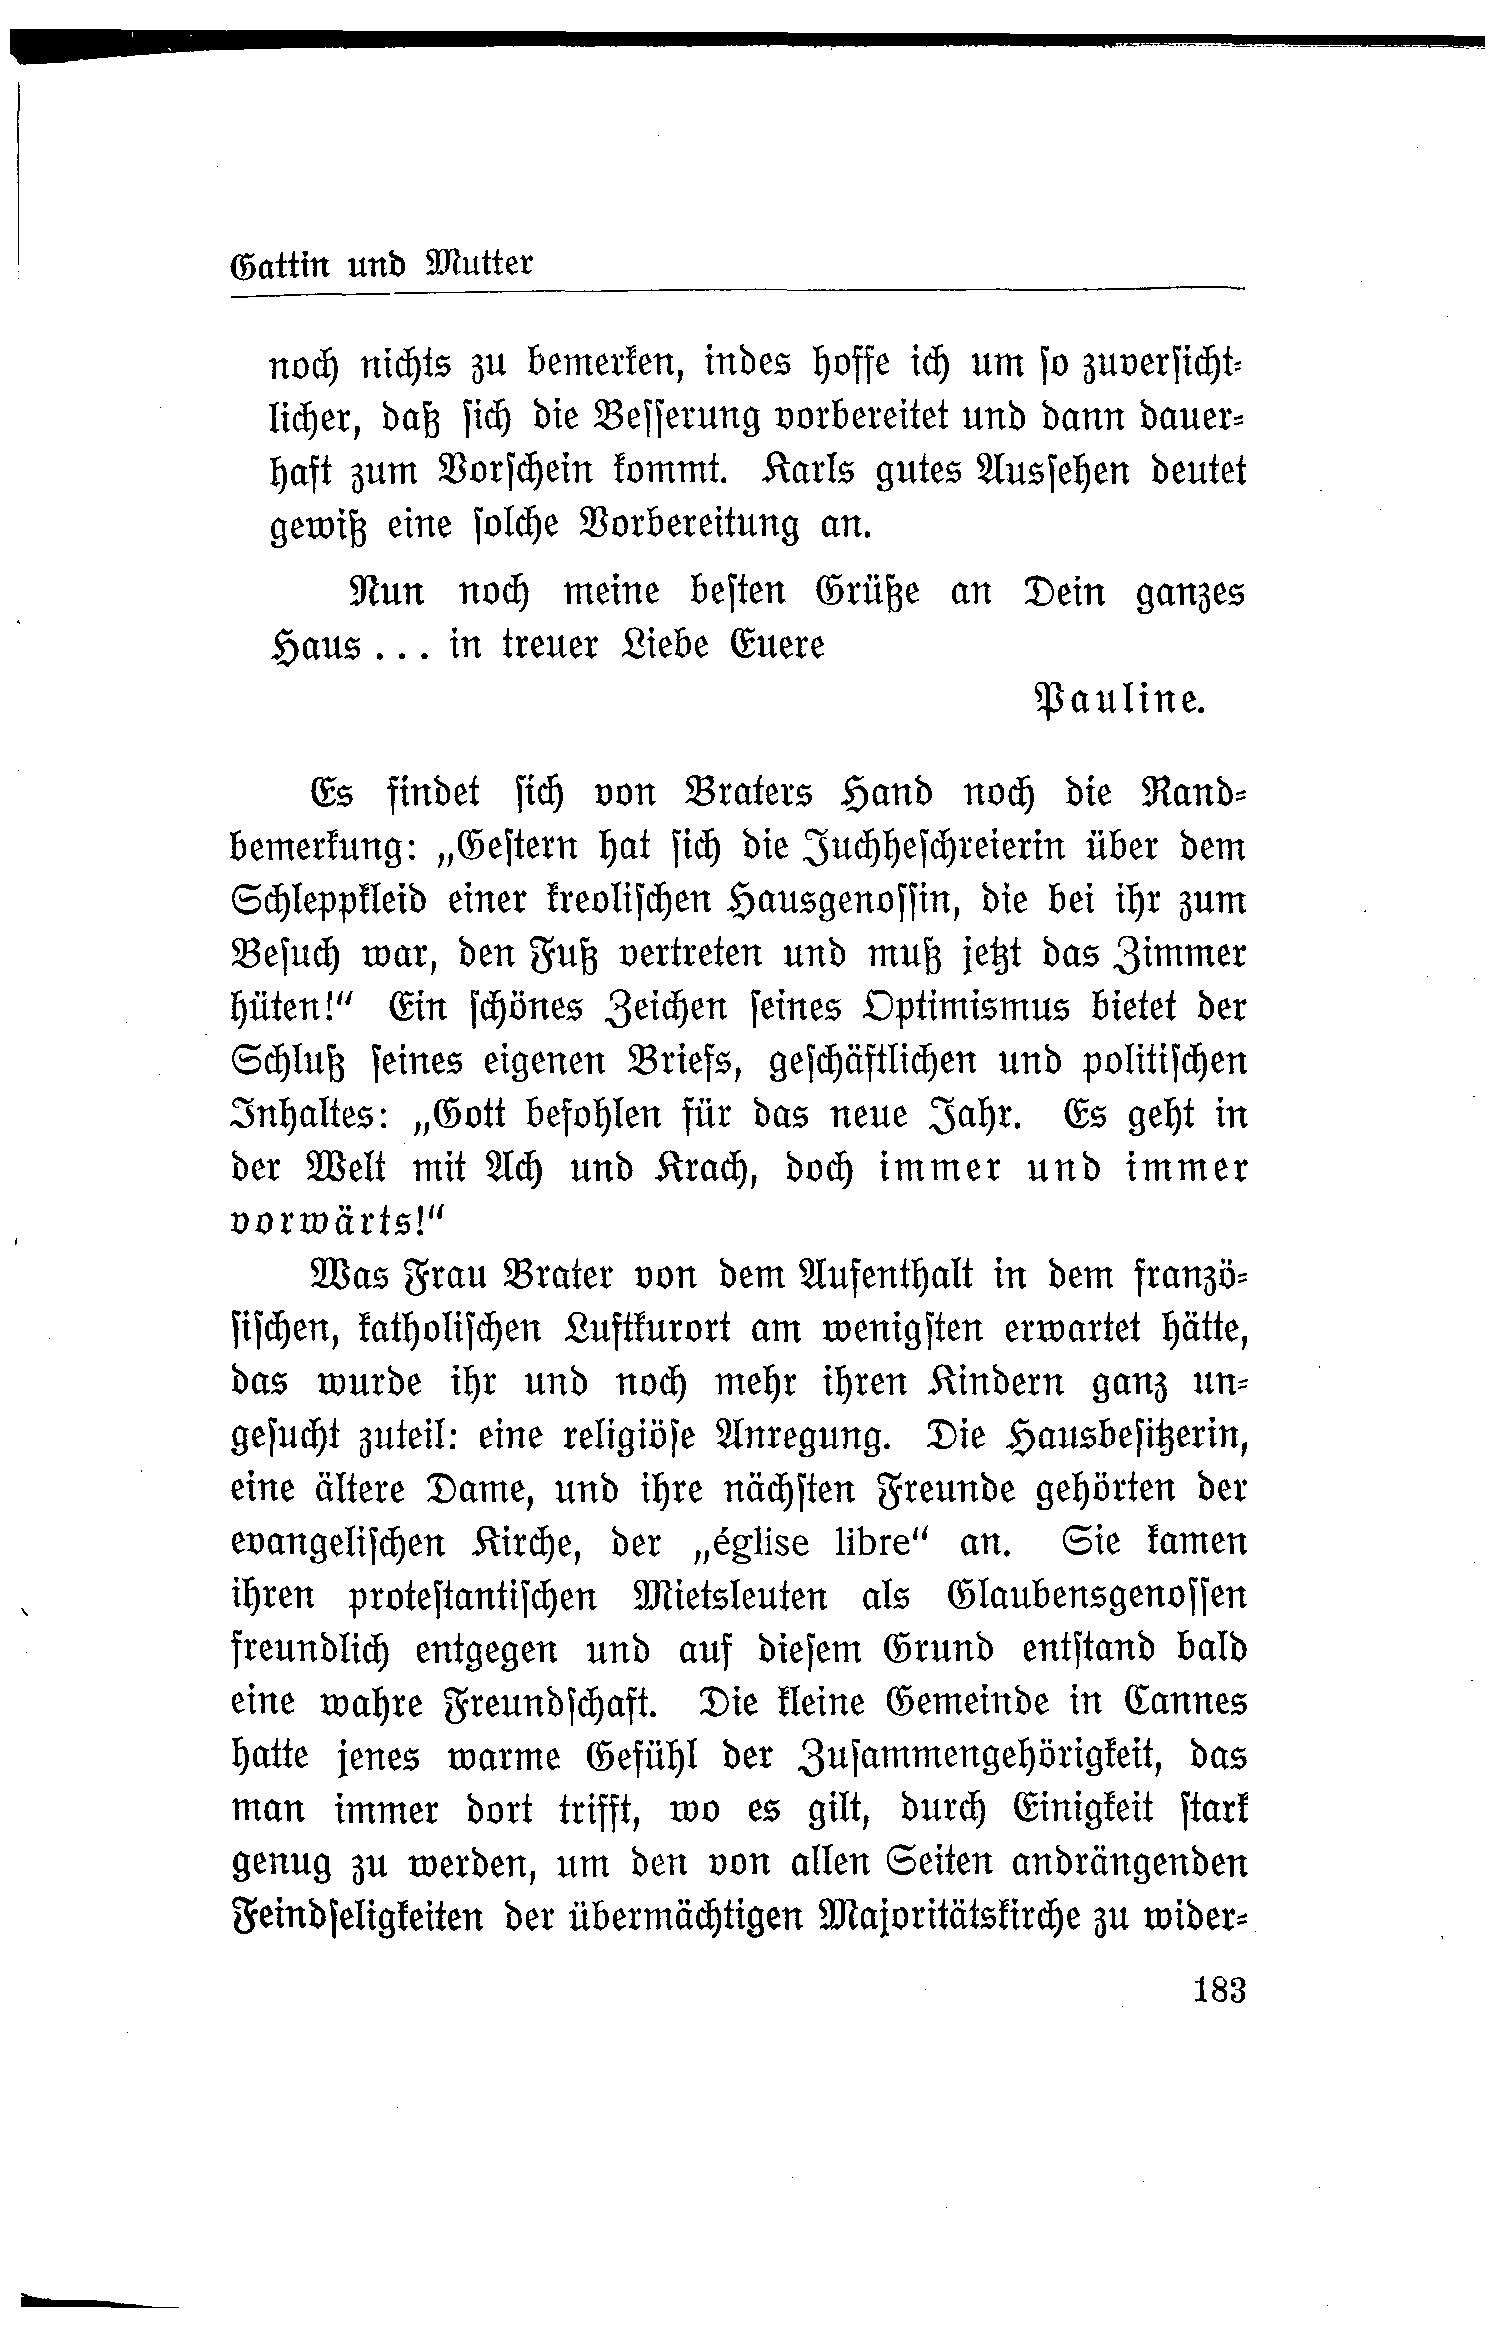 Gattin und Mutter
noch nichts zu bemerken, indes hoffe ich um so zuversicht-
licher, daß sich die Besserung vorbereitet und dann dauer-
haft zum Vorschein kommt. Karls gutes Aussehen deutet
gewiß eine solche Vorbereitung an.
Nun noch meine besten Grüße an Dein ganzes
Haus ... in treuer Liebe Euere
Pauline.
Es findet sich von Braters Hand noch die Rand-
bemerkung: „Gestern hat sich die Juchheschreierin über dem
Schleppkleid einer kreolischen Hausgenossin, die bei ihr zum
Besuch war, den Fuß vertreten und muß jetzt das Zimmer
hüten!“ Ein schönes Zeichen seines Optimismus bietet der
Schluß seines eigenen Briefs, geschäftlichen und politischen
Inhaltes: „Gott befohlen für das neue Jahr. Es geht in
der Welt mit Ach und Krach, doch immer und immer
vorwärts!“
Was Frau Brater von dem Aufenthalt in dem franzö-
sischen, katholischen Luftkurort am wenigsten erwartet hätte,
das wurde ihr und noch mehr ihren Kindern ganz un-
gesucht zuteil: eine religiöse Anregung. Die Hausbesitzerin,
eine ältere Dame, und ihre nächsten Freunde gehörten der
evangelischen Kirche, der „église libre“ an. Sie kamen
ihren protestantischen Mietsleuten als Glaubensgenossen
freundlich entgegen und auf diesem Grund entstand bald
eine wahre Freundschaft. Die kleine Gemeinde in Cannes
hatte jenes warme Gefühl der Zusammengehörigkeit, das
man immer dort trifft, wo es gilt, durch Einigkeit stark
genug zu werden, um den von allen Seiten andrängenden
Feindseligkeiten der übermächtigen Majoritätskirche zu wider-
183